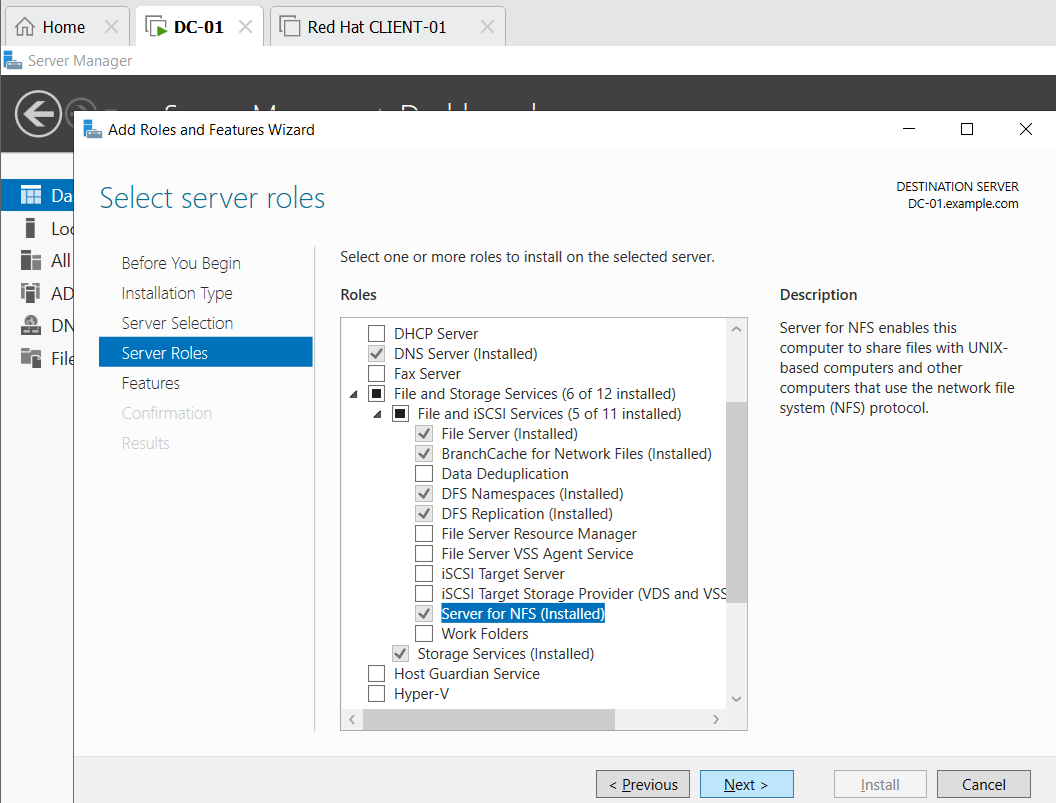 Home
DC-01
Red Hat CLIENT-01
Server Manager
Add Roles and Features Wizard
Select server roles
DESTINATION SERVER
DC-01.example.com
Before You Begin
Installation Type
Server Selection
Server Roles
Features
Confirmation
Results
Select one or more roles to install on the selected server.
Roles
DHCP Server
DNS Server (Installed)
Fax Server
File and Storage Services (6 of 12 installed)
File and iSCSI Services (5 of 11 installed)
File Server (Installed)
BranchCache for Network Files (Installed)
Data Deduplication
DFS Namespaces (Installed)
DFS Replication (Installed)
File Server Resource Manager
File Server VSS Agent Service
iSCSI Target Server
iSCSI Target Storage Provider (VDS and VSS
Server for NFS (Installed)
Work Folders
Storage Services (Installed)
Host Guardian Service
Hyper-V
Description
Server for NFS enables this
computer to share files with UNIX-
based computers and other
computers that use the network file
system (NFS) protocol.
All
AD
DN
File
< Previous
Next >
Install
Cancel